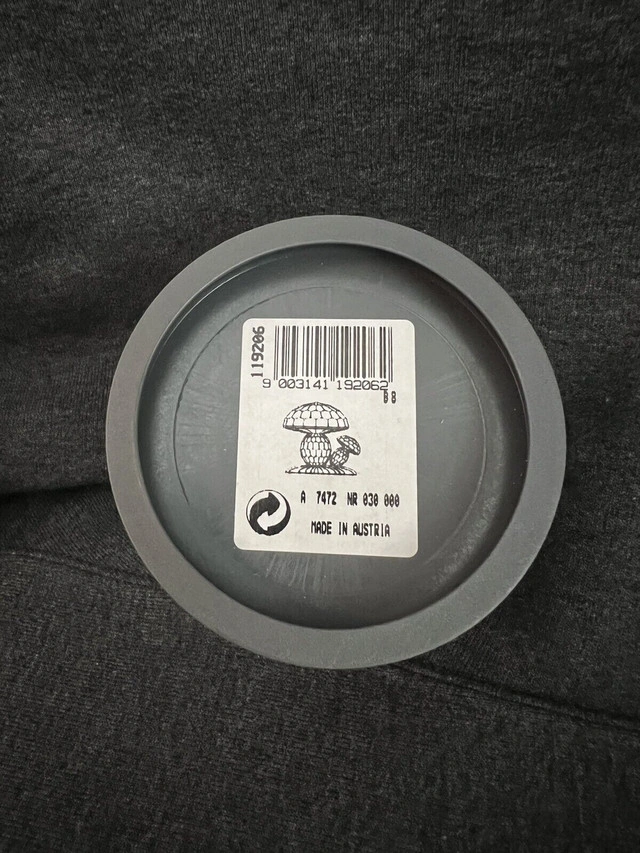 119206
9 003141 192062
B8
A 7472 NR 030 000
MADE IN AUSTRIA